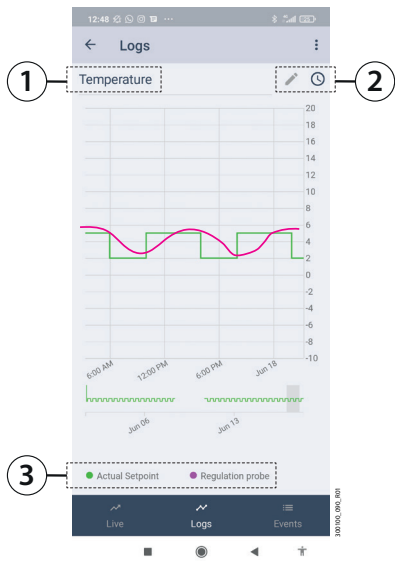 12:48
Logs
1
Temperature
2
20
18
16
14
12
10
8
6
4
2
0
-2
-4
-6
-8
-10
6:00 AM
12:00 PM
6:00 PM
Jun 18
Jun 06
Jun 13
3
Actual Setpoint
Regulation probe
Live
Logs
Events
300100_090_R01